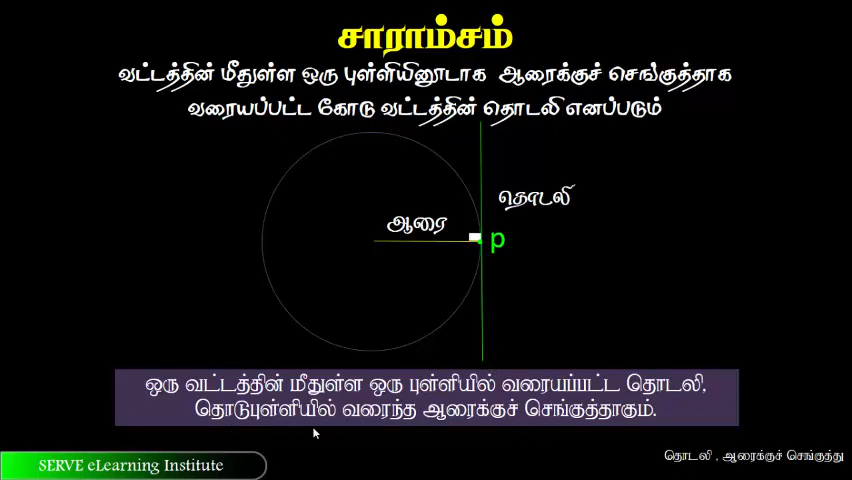 சாராம்சம்
வட்டத்தின் மீதுள்ள ஒரு புள்ளியினூடாக ஆரைக்குச் செங்குத்தாக
வரையப்பட்ட கோடு வட்டத்தின் தொடலி எனப்படும்
தொடலி
ஆரை
p
ஒரு வட்டத்தின் மீதுள்ள ஒரு புள்ளியில் வரையப்பட்ட தொடலி,
தொடுபுள்ளியில் வரைந்த ஆரைக்குச் செங்குத்தாகும்.
தொடலி , ஆரைக்குச் செங்குத்து
SERVE eLearning Institute